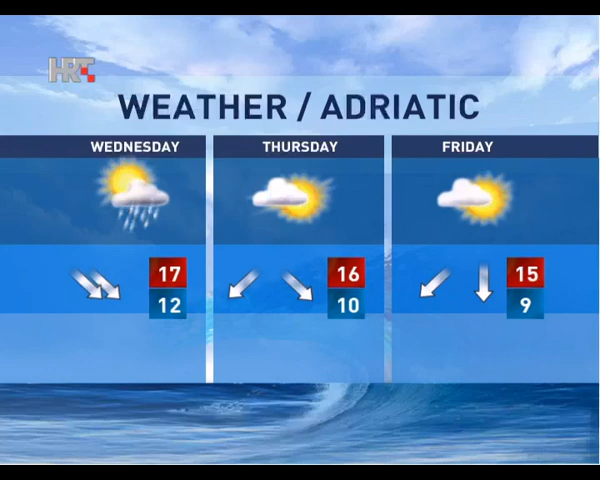 HRT
WEATHER / ADRIATIC
WEDNESDAY
THURSDAY
FRIDAY
17
16
15
12
10
9